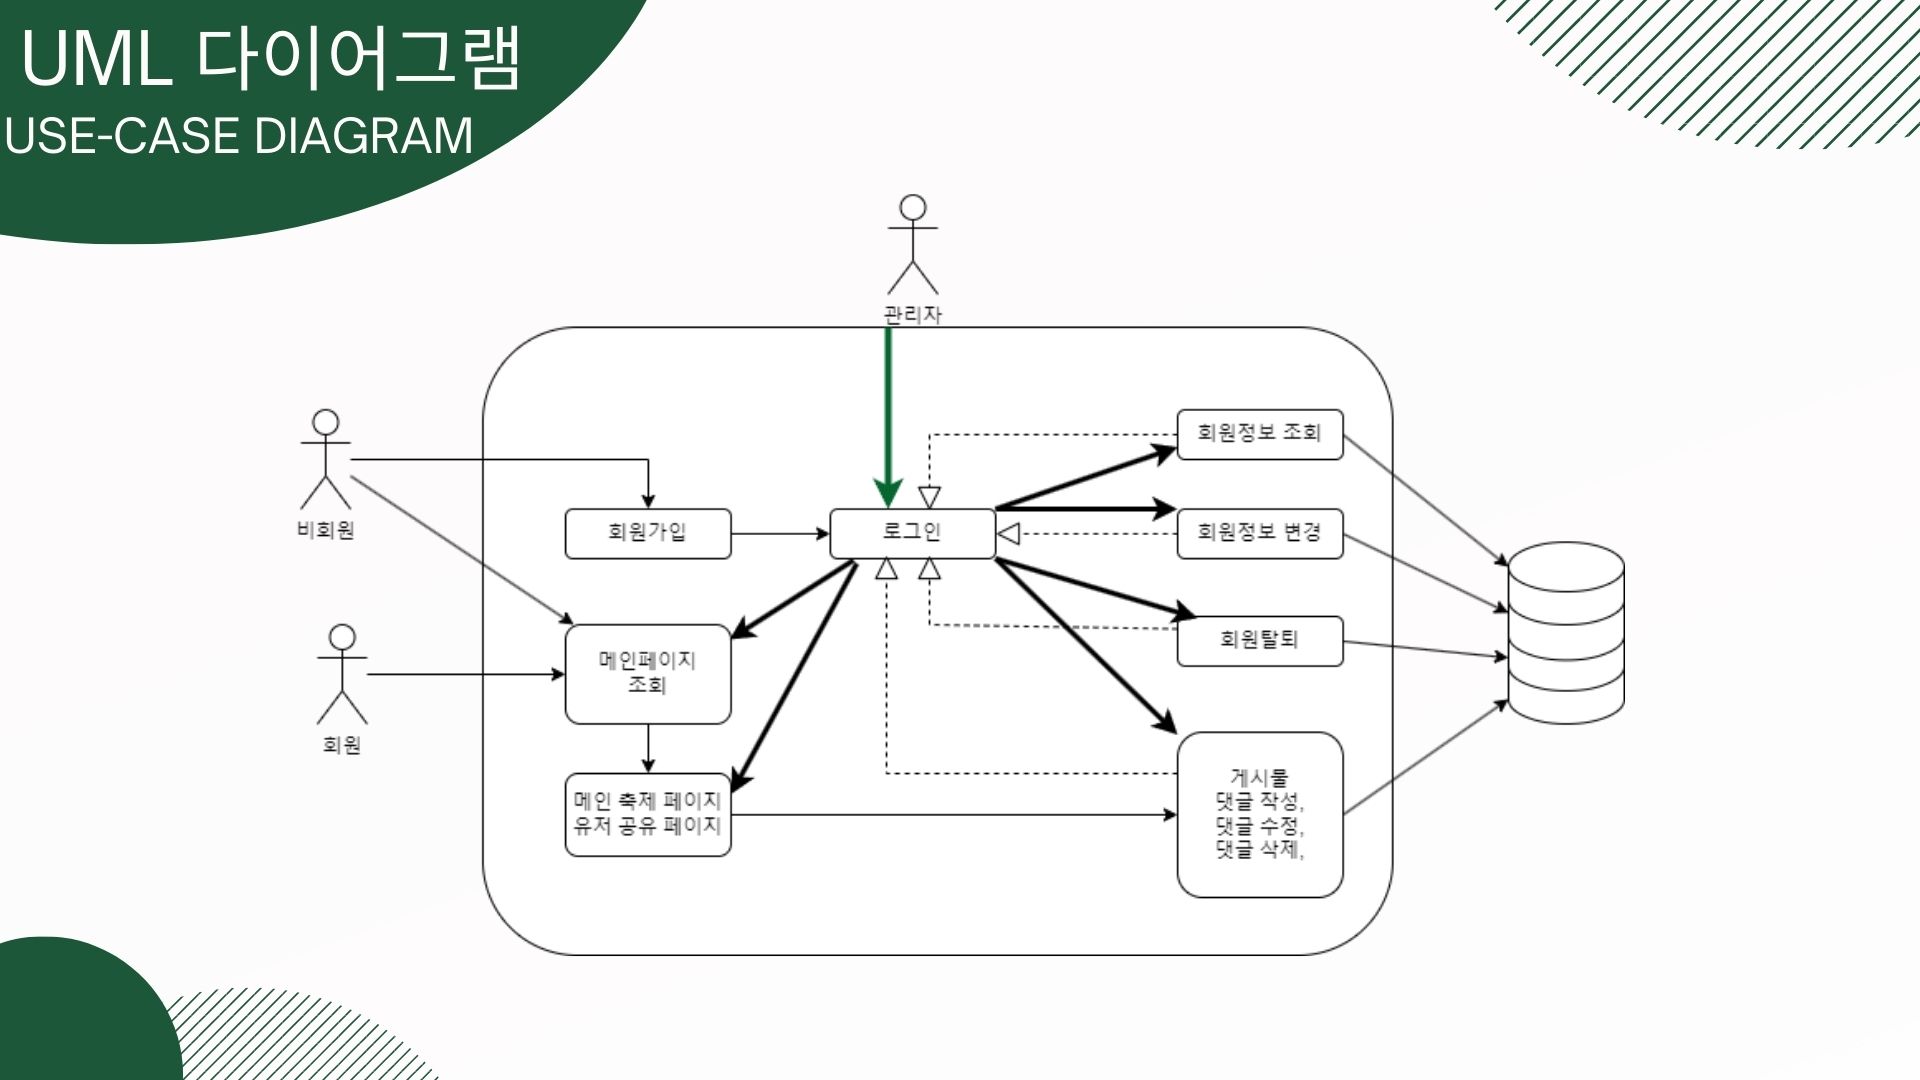 UML 다이어그램
USE-CASE DIAGRAM
관리자
비회원
회원
회원가입
로그인
회원정보 조회
회원정보 변경
회원탈퇴
메인페이지
조회
메인 축제 페이지
유저 공유 페이지
게시물
댓글 작성,
댓글 수정,
댓글 삭제,